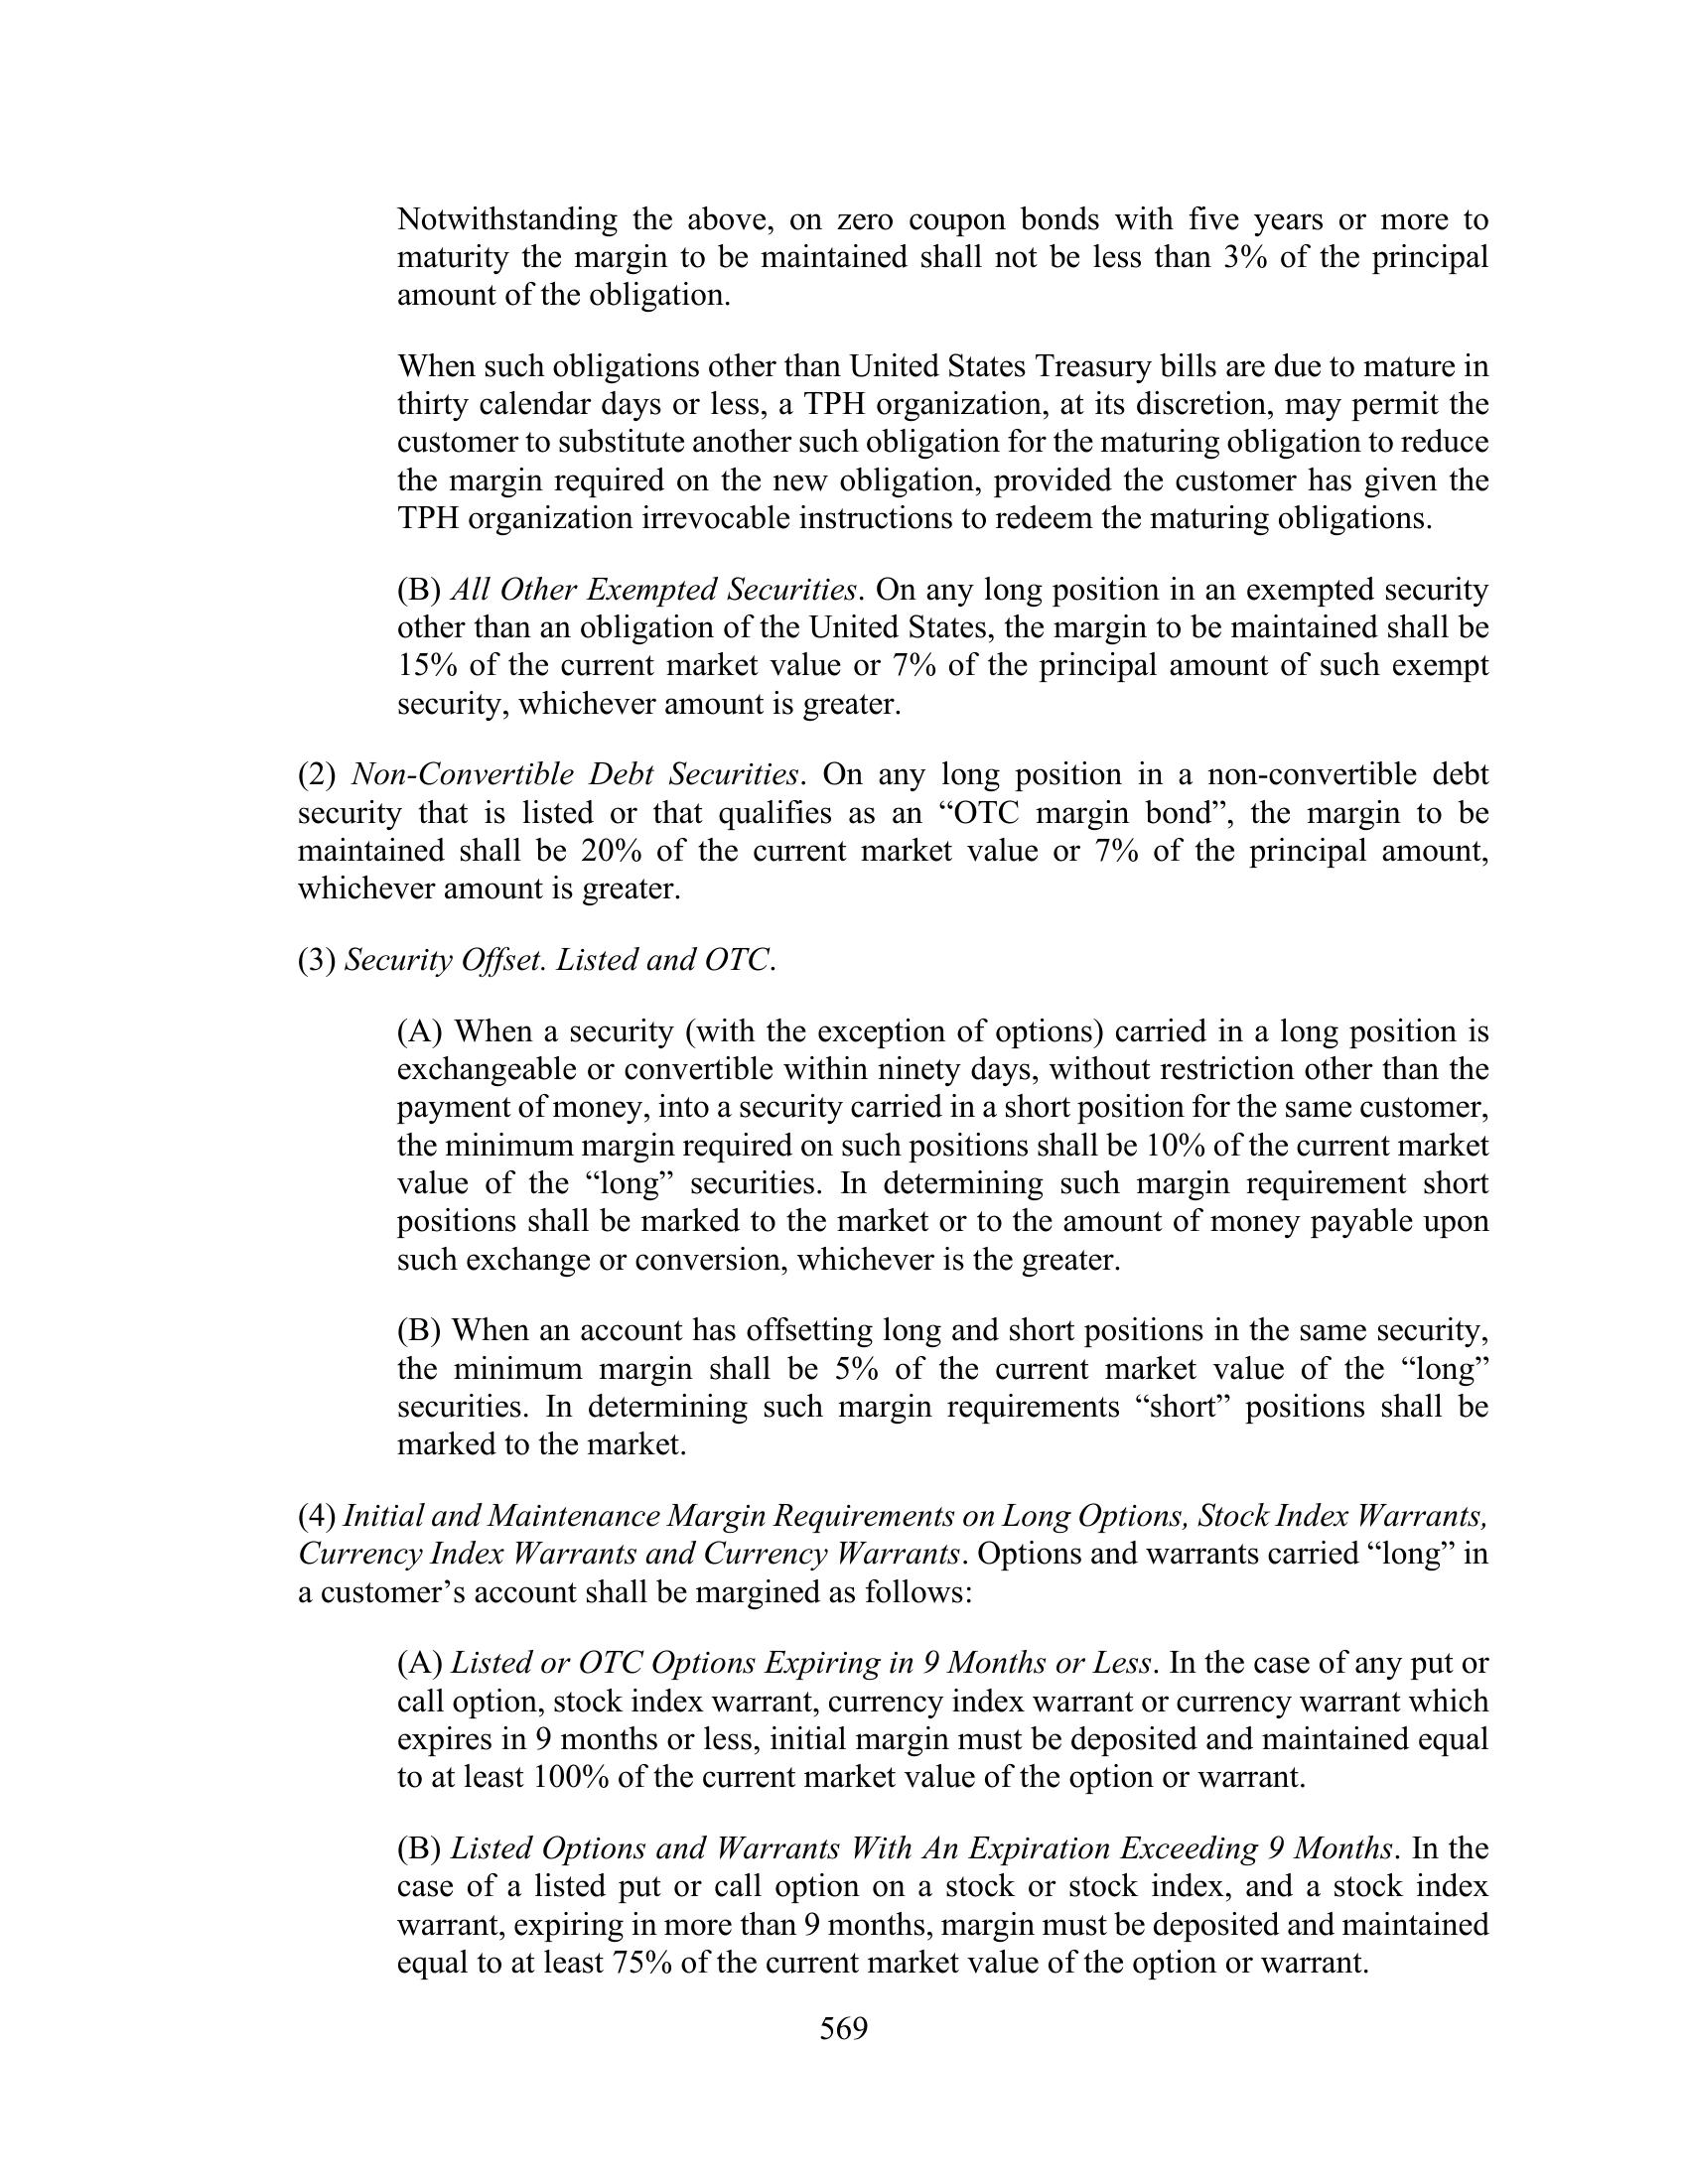 Notwithstanding the above, on zero coupon bonds with five years or more to
maturity the margin to be maintained shall not be less than 3% of the principal
amount of the obligation.
When such obligations other than United States Treasury bills are due to mature in
thirty calendar days or less, a TPH organization, at its discretion, may permit the
customer to substitute another such obligation for the maturing obligation to reduce
the margin required on the new obligation, provided the customer has given the
TPH organization irrevocable instructions to redeem the maturing obligations.
(B) All Other Exempted Securities. On any long position in an exempted security
other than an obligation of the United States, the margin to be maintained shall be
15% of the current market value or 7% of the principal amount of such exempt
security, whichever amount is greater.
(2) Non-Convertible Debt Securities. On any long position in a non-convertible debt
security that is listed or that qualifies as an “OTC margin bond”, the margin to be
maintained shall be 20% of the current market value or 7% of the principal amount,
whichever amount is greater.
(3) Security Offset. Listed and OTC.
(A) When a security (with the exception of options) carried in a long position is
exchangeable or convertible within ninety days, without restriction other than the
payment of money, into a security carried in a short position for the same customer,
the minimum margin required on such positions shall be 10% of the current market
value of the “long” securities. In determining such margin requirement short
positions shall be marked to the market or to the amount of money payable upon
such exchange or conversion, whichever is the greater.
(B) When an account has offsetting long and short positions in the same security,
the minimum margin shall be 5% of the current market value of the “long”
securities. In determining such margin requirements “short” positions shall be
marked to the market.
(4) Initial and Maintenance Margin Requirements on Long Options, Stock Index Warrants,
Currency Index Warrants and Currency Warrants. Options and warrants carried “long” in
a customer’s account shall be margined as follows:
(A) Listed or OTC Options Expiring in 9 Months or Less. In the case of any put or
call option, stock index warrant, currency index warrant or currency warrant which
expires in 9 months or less, initial margin must be deposited and maintained equal
to at least 100% of the current market value of the option or warrant.
(B) Listed Options and Warrants With An Expiration Exceeding 9 Months. In the
case of a listed put or call option on a stock or stock index, and a stock index
warrant, expiring in more than 9 months, margin must be deposited and maintained
equal to at least 75% of the current market value of the option or warrant.
569